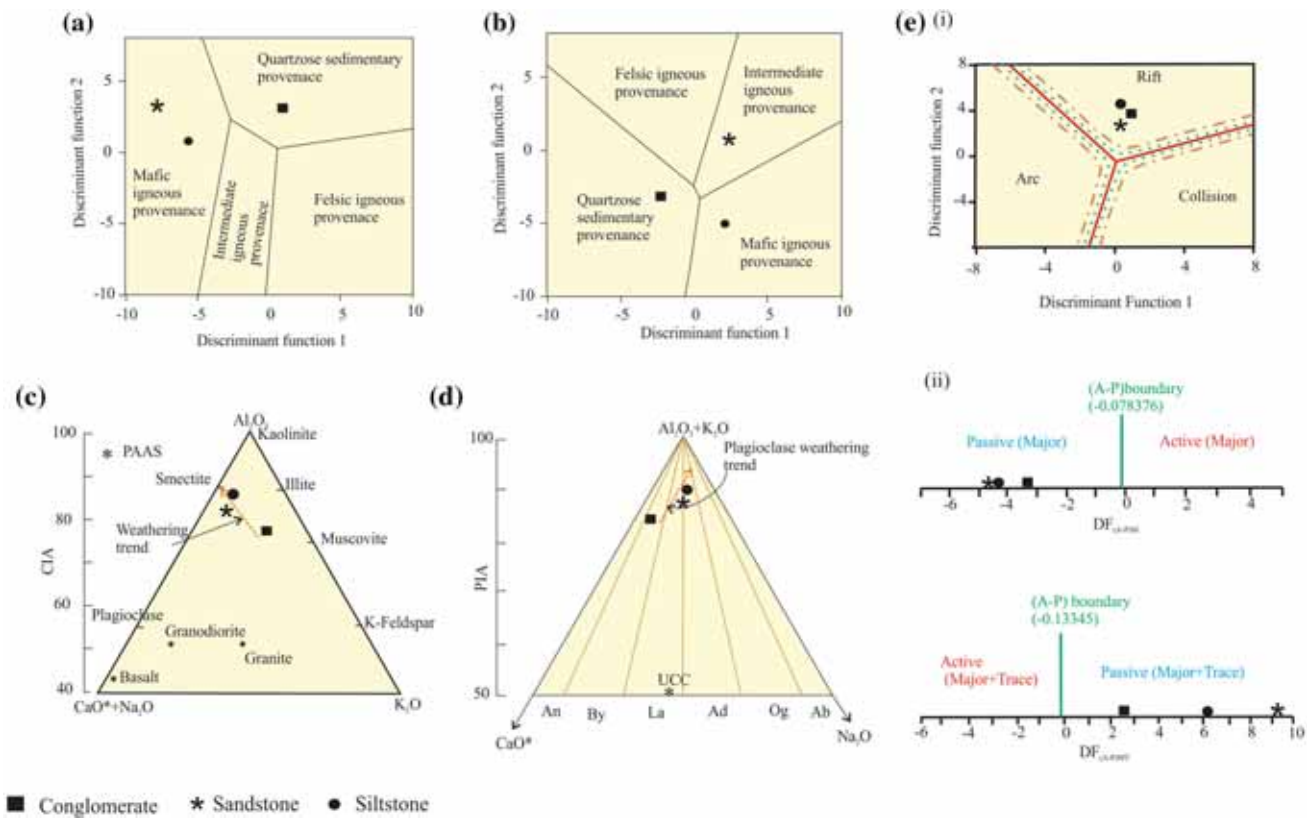 (a)
Quartzose sedimentary
provenace
Mafic
igneous
provenance
Intermediate
igneous
provenace
Felsic igneous
provenace
Discriminant function 2
5
0
-5
-10
-10
-5
0
5
10
Discriminant function 1
(b)
Felsic igneous
provenance
Intermediate
igneous
provenance
Quartzose
sedimentary
provenance
Mafic igneous
provenance
Discriminant function 2
5
0
-5
-10
-10
-5
0
5
10
Discriminant function 1
(e) (i)
Rift
Arc
Collision
Discriminant function 2
8
4
0
-4
-8
-4
0
4
8
Discriminant Function 1
(c)
CIA
100
80
60
40
PAAS
Kaolinite
Smectite
Illite
Weathering
trend
Muscovite
Plagioclase
K-Feldspar
Granodiorite
Granite
Basalt
CaO*+Na₂O
K₂O
(d)
PIA
100
50
Al₂O₃+K₂O
Plagioclase weathering
trend
UCC
An By La Ad Og Ab
CaO*
Na₂O
(ii)
(A-P)boundary
(-0.078376)
Passive (Major)
Active (Major)
-6 -4 -2 0 2 4
(A-P) boundary
(-0.13345)
Active
(Major+Trace)
Passive (Major+Trace)
-6 -4 -2 0 2 4 6 8 10
Conglomerate Sandstone Siltstone